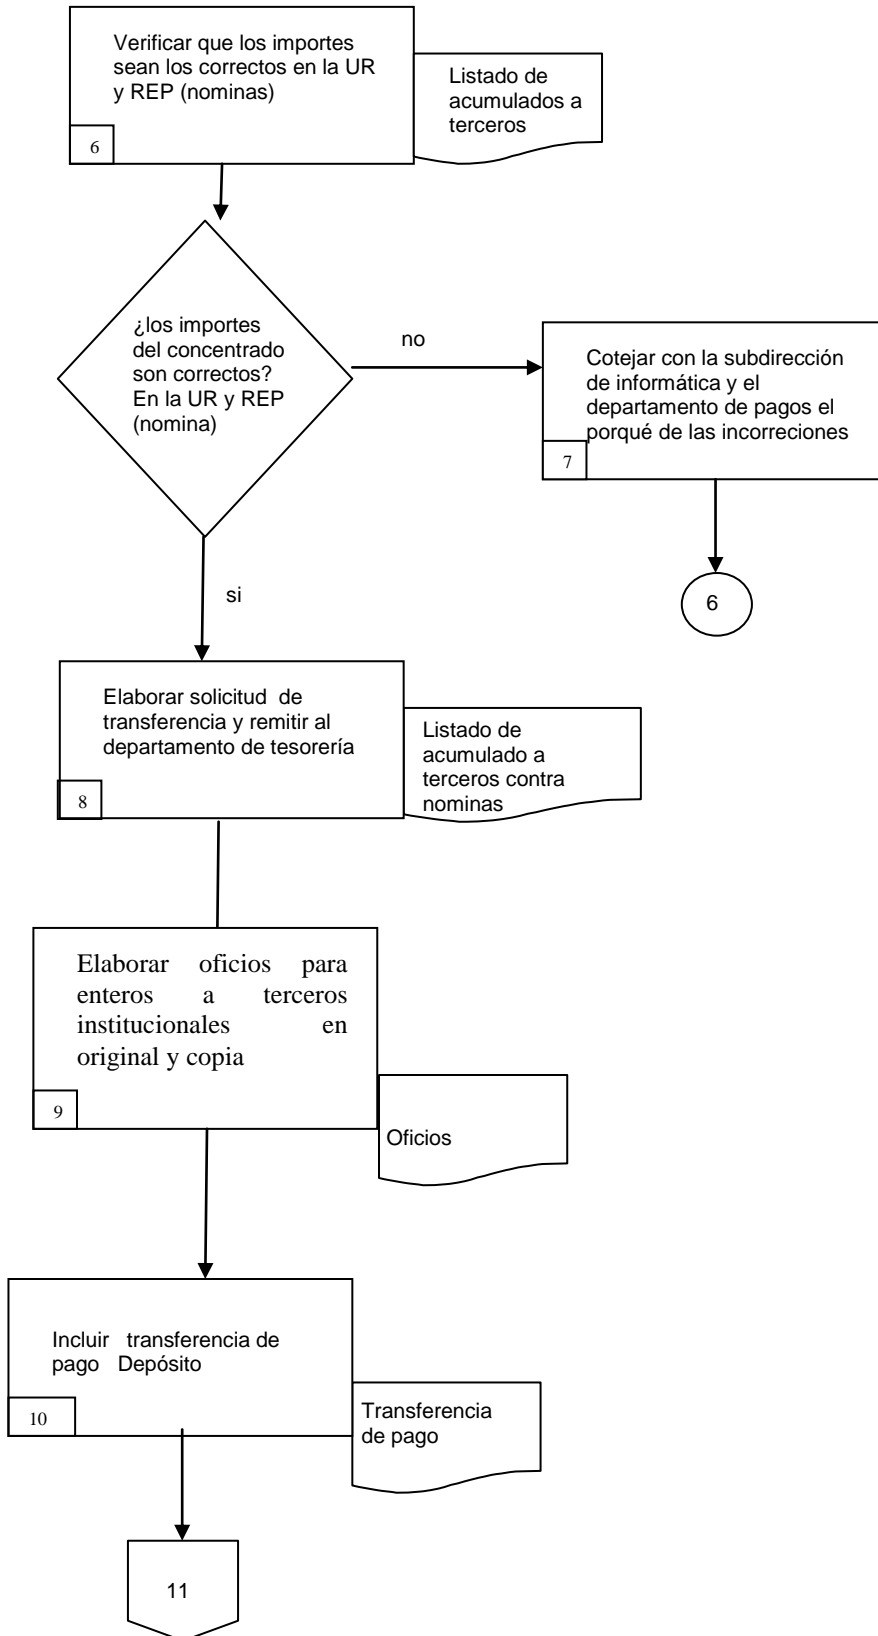 Verificar que los importes
sean los correctos en la UR
y REP (nominas)
6
Listado de
acumulados a
terceros
¿los importes
del concentrado
son correctos?
En la UR y REP
(nomina)
no
Cotejar con la subdirección
de informática y el
departamento de pagos el
porqué de las incorreciones
7
6
si
Elaborar solicitud de
transferencia y remitir al
departamento de tesorería
8
Listado de
acumulado a
terceros contra
nominas
Elaborar oficios para
enteros a terceros
institucionales en
original y copia
9
Oficios
Incluir transferencia de
pago Depósito
10
Transferencia
de pago
11